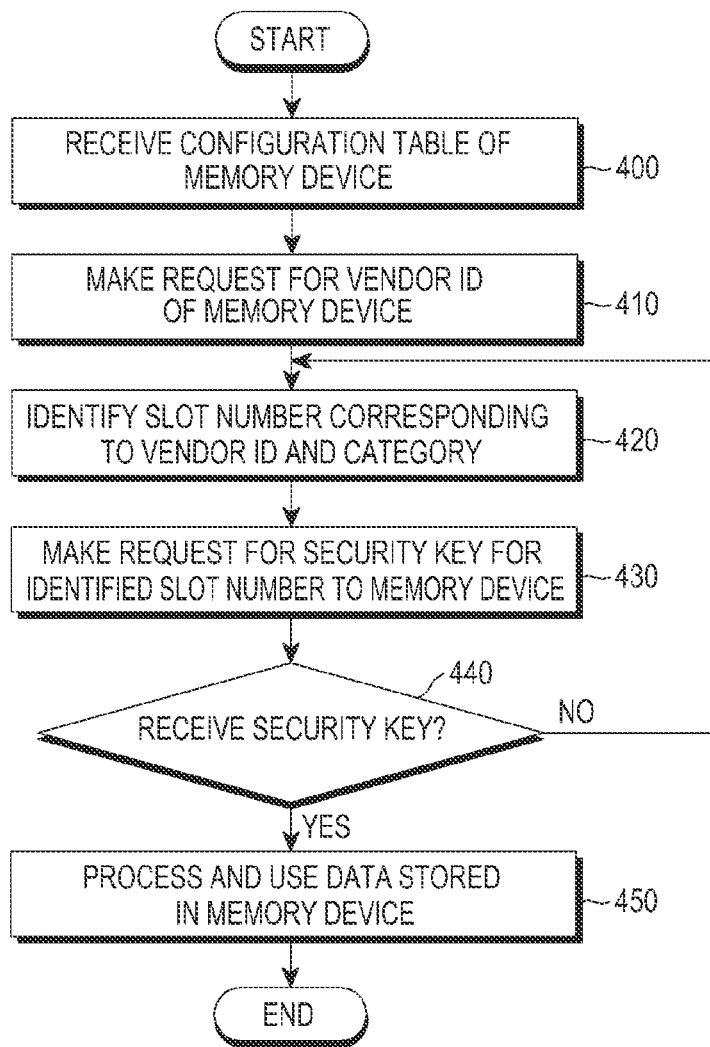 START
RECEIVE CONFIGURATION TABLE OF
MEMORY DEVICE
400
MAKE REQUEST FOR VENDOR ID
OF MEMORY DEVICE
410
IDENTIFY SLOT NUMBER CORRESPONDING
TO VENDOR ID AND CATEGORY
420
MAKE REQUEST FOR SECURITY KEY FOR
IDENTIFIED SLOT NUMBER TO MEMORY DEVICE
430
440
RECEIVE SECURITY KEY?
NO
YES
PROCESS AND USE DATA STORED
IN MEMORY DEVICE
450
END